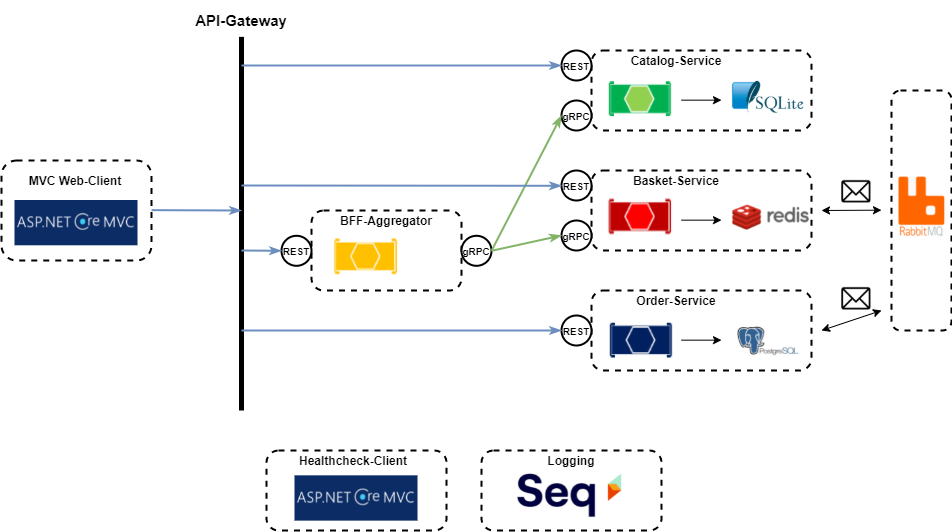 API-Gateway
REST
Catalog-Service
SQLite
gRPC
MVC Web-Client
ASP.NET Core MVC
REST
Basket-Service
redis
RabbitMQ
BFF-Aggregator
REST
gRPC
gRPC
Order-Service
REST
PostgreSQL
Healthcheck-Client
ASP.NET Core MVC
Logging
Seq